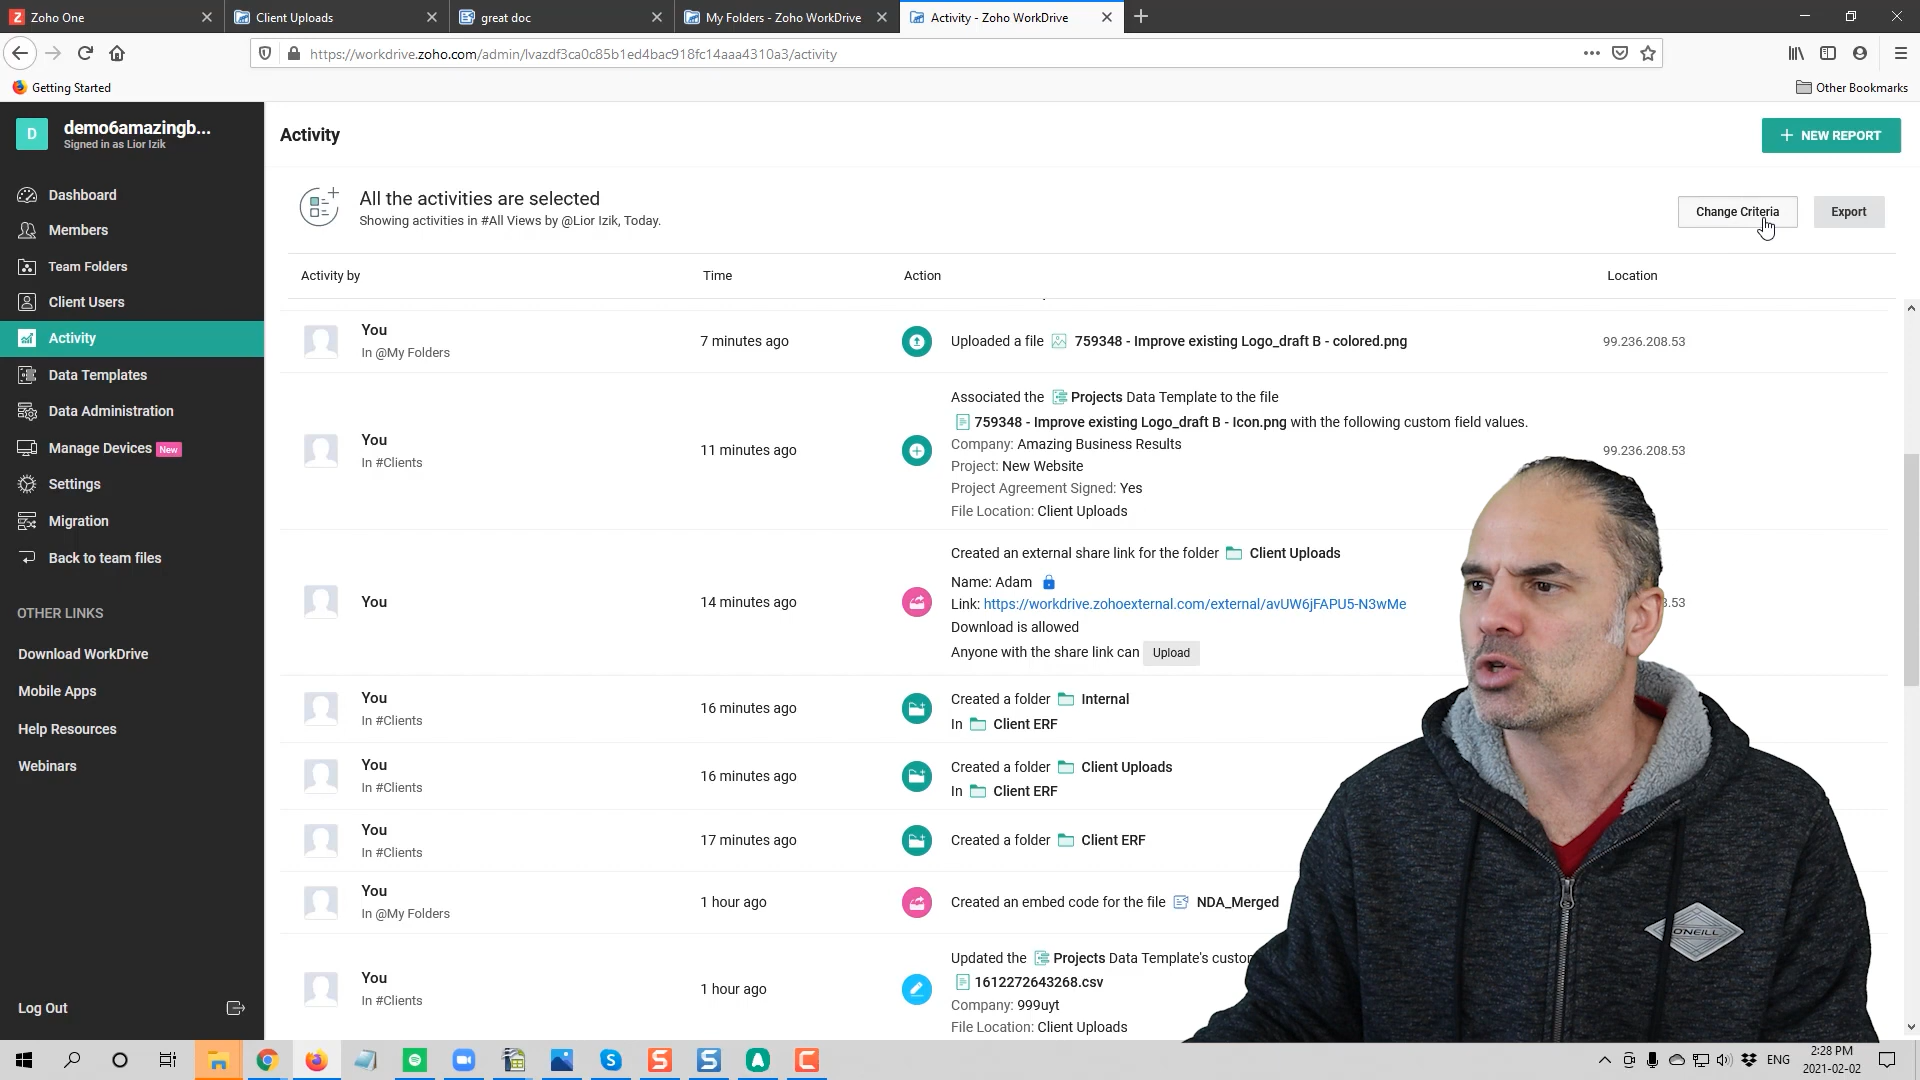 Zoho One
Client Uploads
great doc
My Folders - Zoho WorkDrive
Activity - Zoho WorkDrive
https://workdrive.zoho.com/admin/lvazdf3ca0c85b1ed4bac918fc14aaa4310a3/activity
Getting Started
Other Bookmarks
D
demo6amazingb...
Signed in as Lior Izik
Dashboard
Members
Team Folders
Client Users
Activity
Data Templates
Data Administration
Manage Devices New
Settings
Migration
Back to team files
OTHER LINKS
Download WorkDrive
Mobile Apps
Help Resources
Webinars
Log Out
Activity
+ NEW REPORT
All the activities are selected
Showing activities in #All Views by @Lior Izik, Today.
Change Criteria
Export
Activity by
Time
Action
Location
You
In @My Folders
7 minutes ago
Uploaded a file 759348 - Improve existing Logo_draft B - colored.png
99.236.208.53
You
In #Clients
11 minutes ago
Associated the Projects Data Template to the file
759348 - Improve existing Logo_draft B - Icon.png with the following custom field values.
Company: Amazing Business Results
Project: New Website
Project Agreement Signed: Yes
File Location: Client Uploads
99.236.208.53
You
14 minutes ago
Created an external share link for the folder Client Uploads
Name: Adam
Link: https://workdrive.zohoexternal.com/external/avUW6jFAPU5-N3wMe
Download is allowed
Anyone with the share link can Upload
You
In #Clients
16 minutes ago
Created a folder Internal
In Client ERF
You
In #Clients
16 minutes ago
Created a folder Client Uploads
In Client ERF
You
In #Clients
17 minutes ago
Created a folder Client ERF
You
In @My Folders
1 hour ago
Created an embed code for the file NDA_Merged
You
In #Clients
1 hour ago
Updated the Projects Data Template's
1612272643268.csv
Company: 999uyt
File Location: Client Uploads
ONEILL
ENG
2:28 PM
2021-02-02